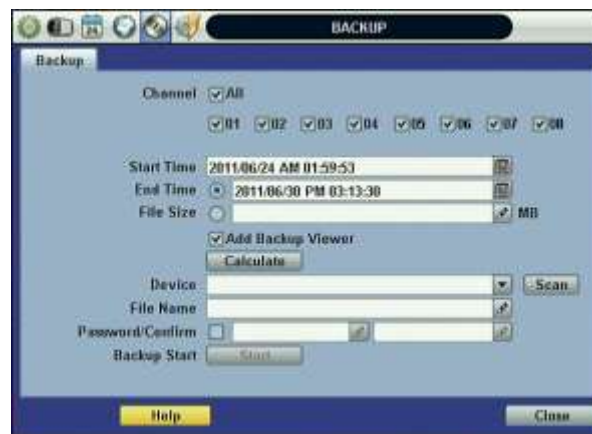 24
BACKUP
Backup
Channel All
01 02 03 04 05 06 07 08
Start Time 2011/06/24 AM 01:59:53
End Time 2011/06/30 PM 03:13:30
File Size MB
Add Backup Viewer
Calculate
Device Scan
File Name
Password/Confirm
Backup Start Start
Help Close